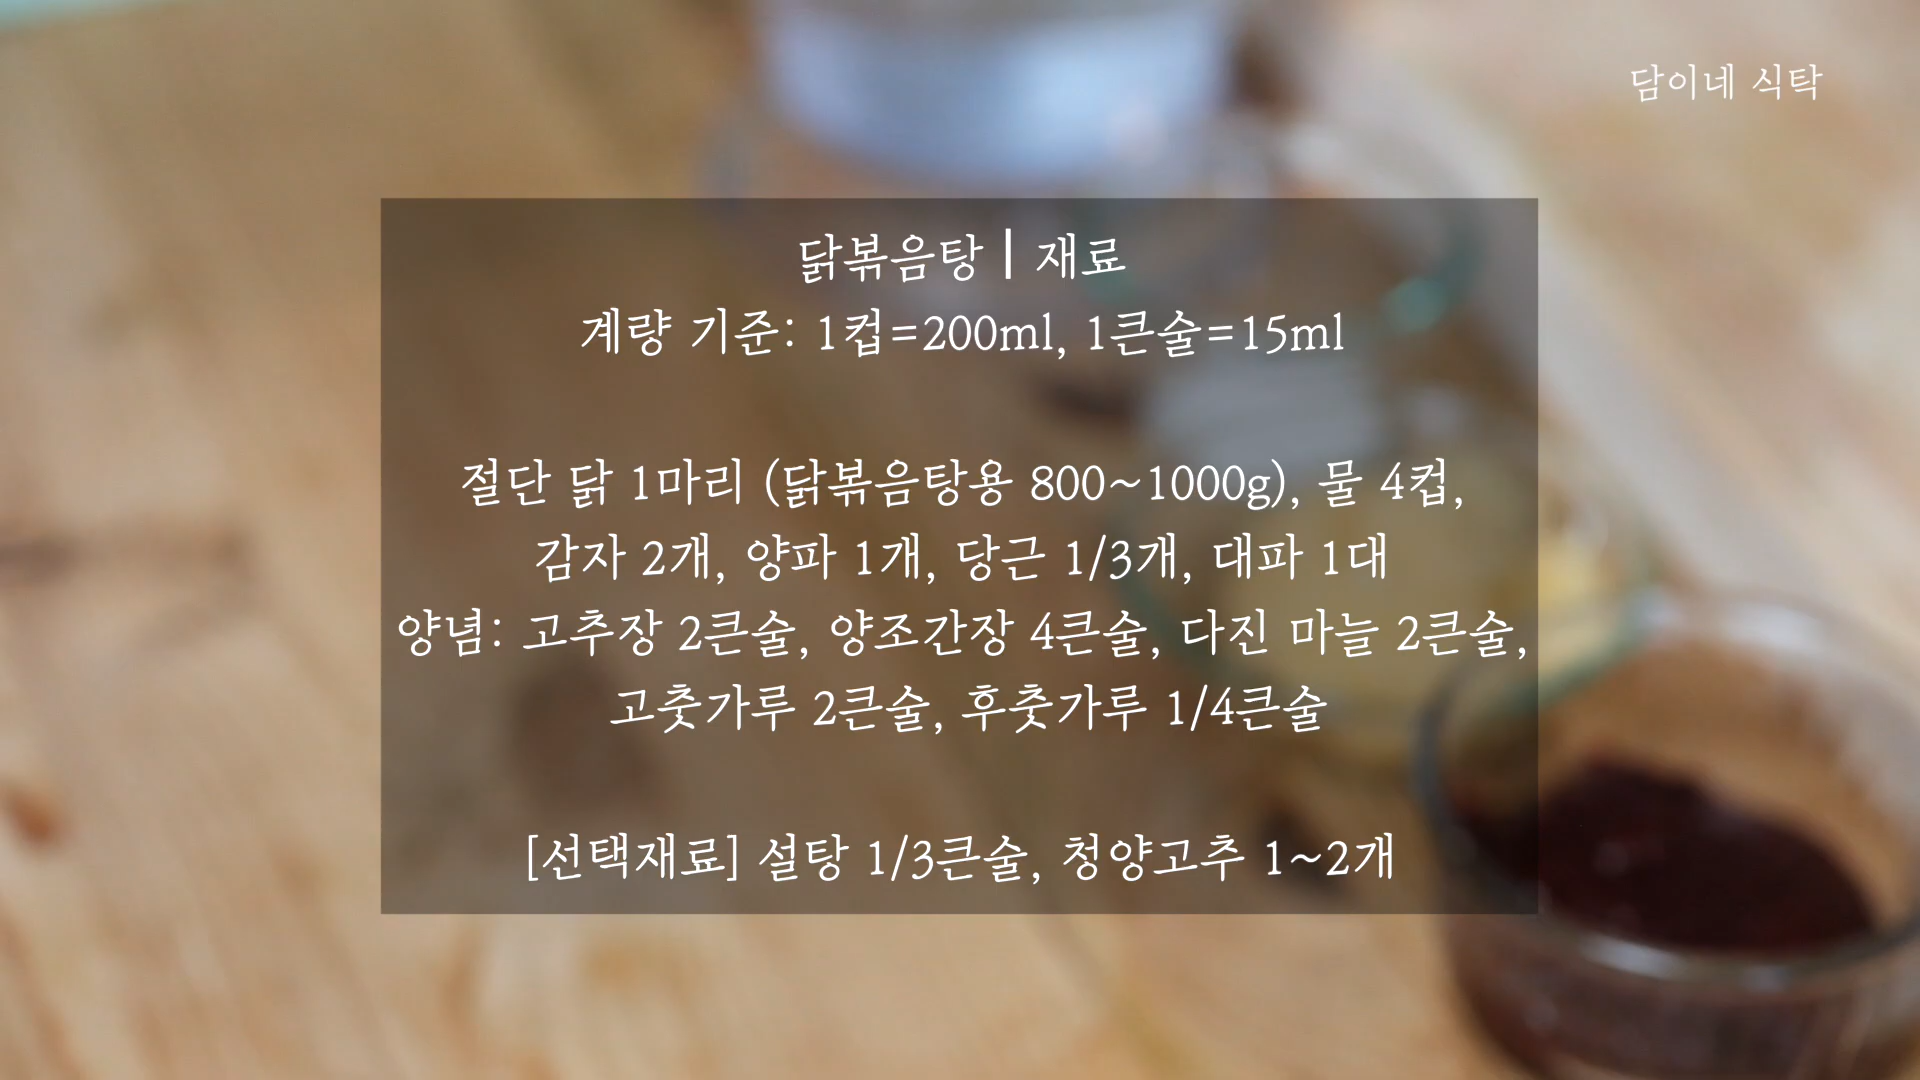 담이네 식탁
닭볶음탕 | 재료
계량 기준: 1컵=200ml, 1큰술=15ml
절단 닭 1마리 (닭볶음탕용 800~1000g), 물 4컵,
감자 2개, 양파 1개, 당근 1/3개, 대파 1대
양념: 고추장 2큰술, 양조간장 4큰술, 다진 마늘 2큰술,
고춧가루 2큰술, 후춧가루 1/4큰술
[선택재료] 설탕 1/3큰술, 청양고추 1~2개